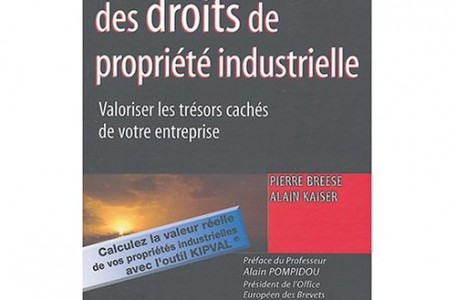 des droits de
propriété industrielle
Valoriser les trésors cachés
de votre entreprise
PIERRE BREESE
ALAIN KAISER
Calculez la valeur réelle
de vos propriétés industrielles
avec l'outil KIPVAL®
Préface du Professeur
Alain POMPIDOU
Président de l'Office
Européen des Brevets